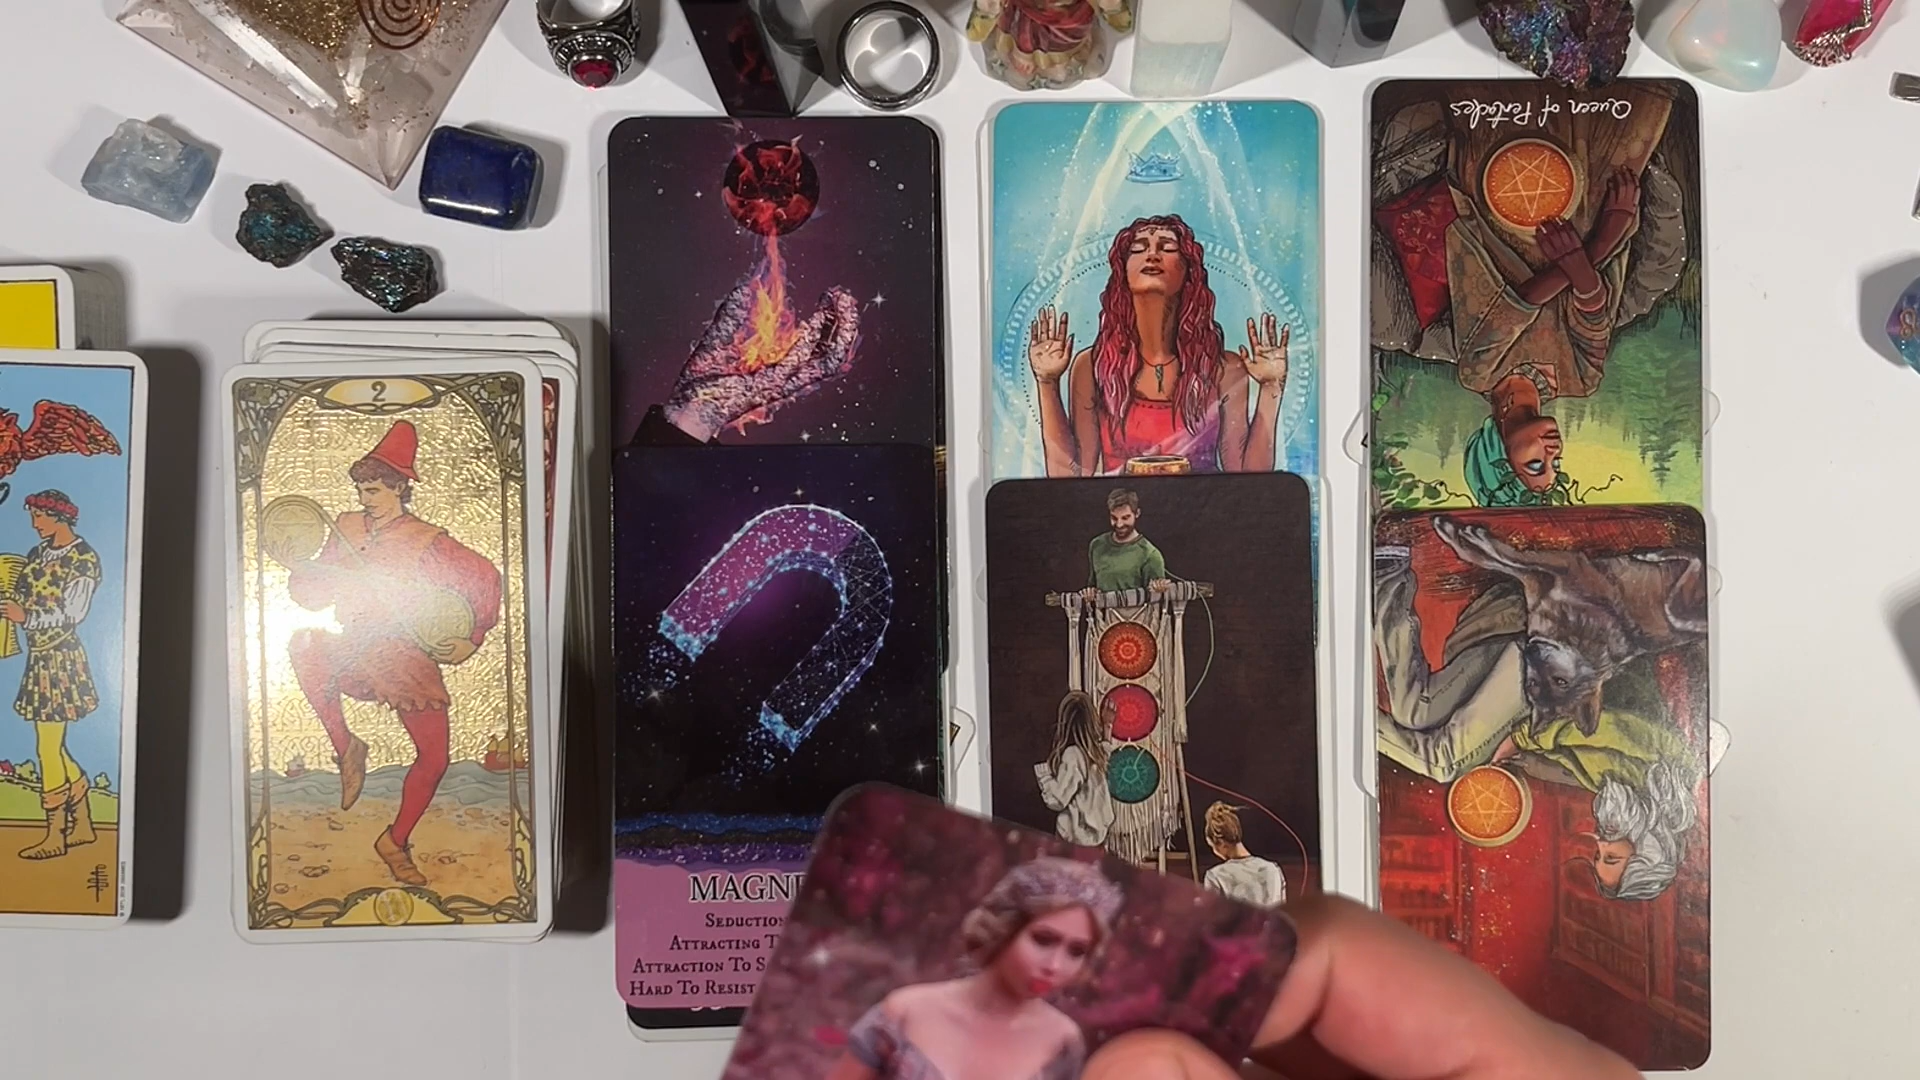 Queen of Pentacles
2
MAGNE
SEDUCTION
ATTRACTING T
ATTRACTION TO S
HARD TO RESIST